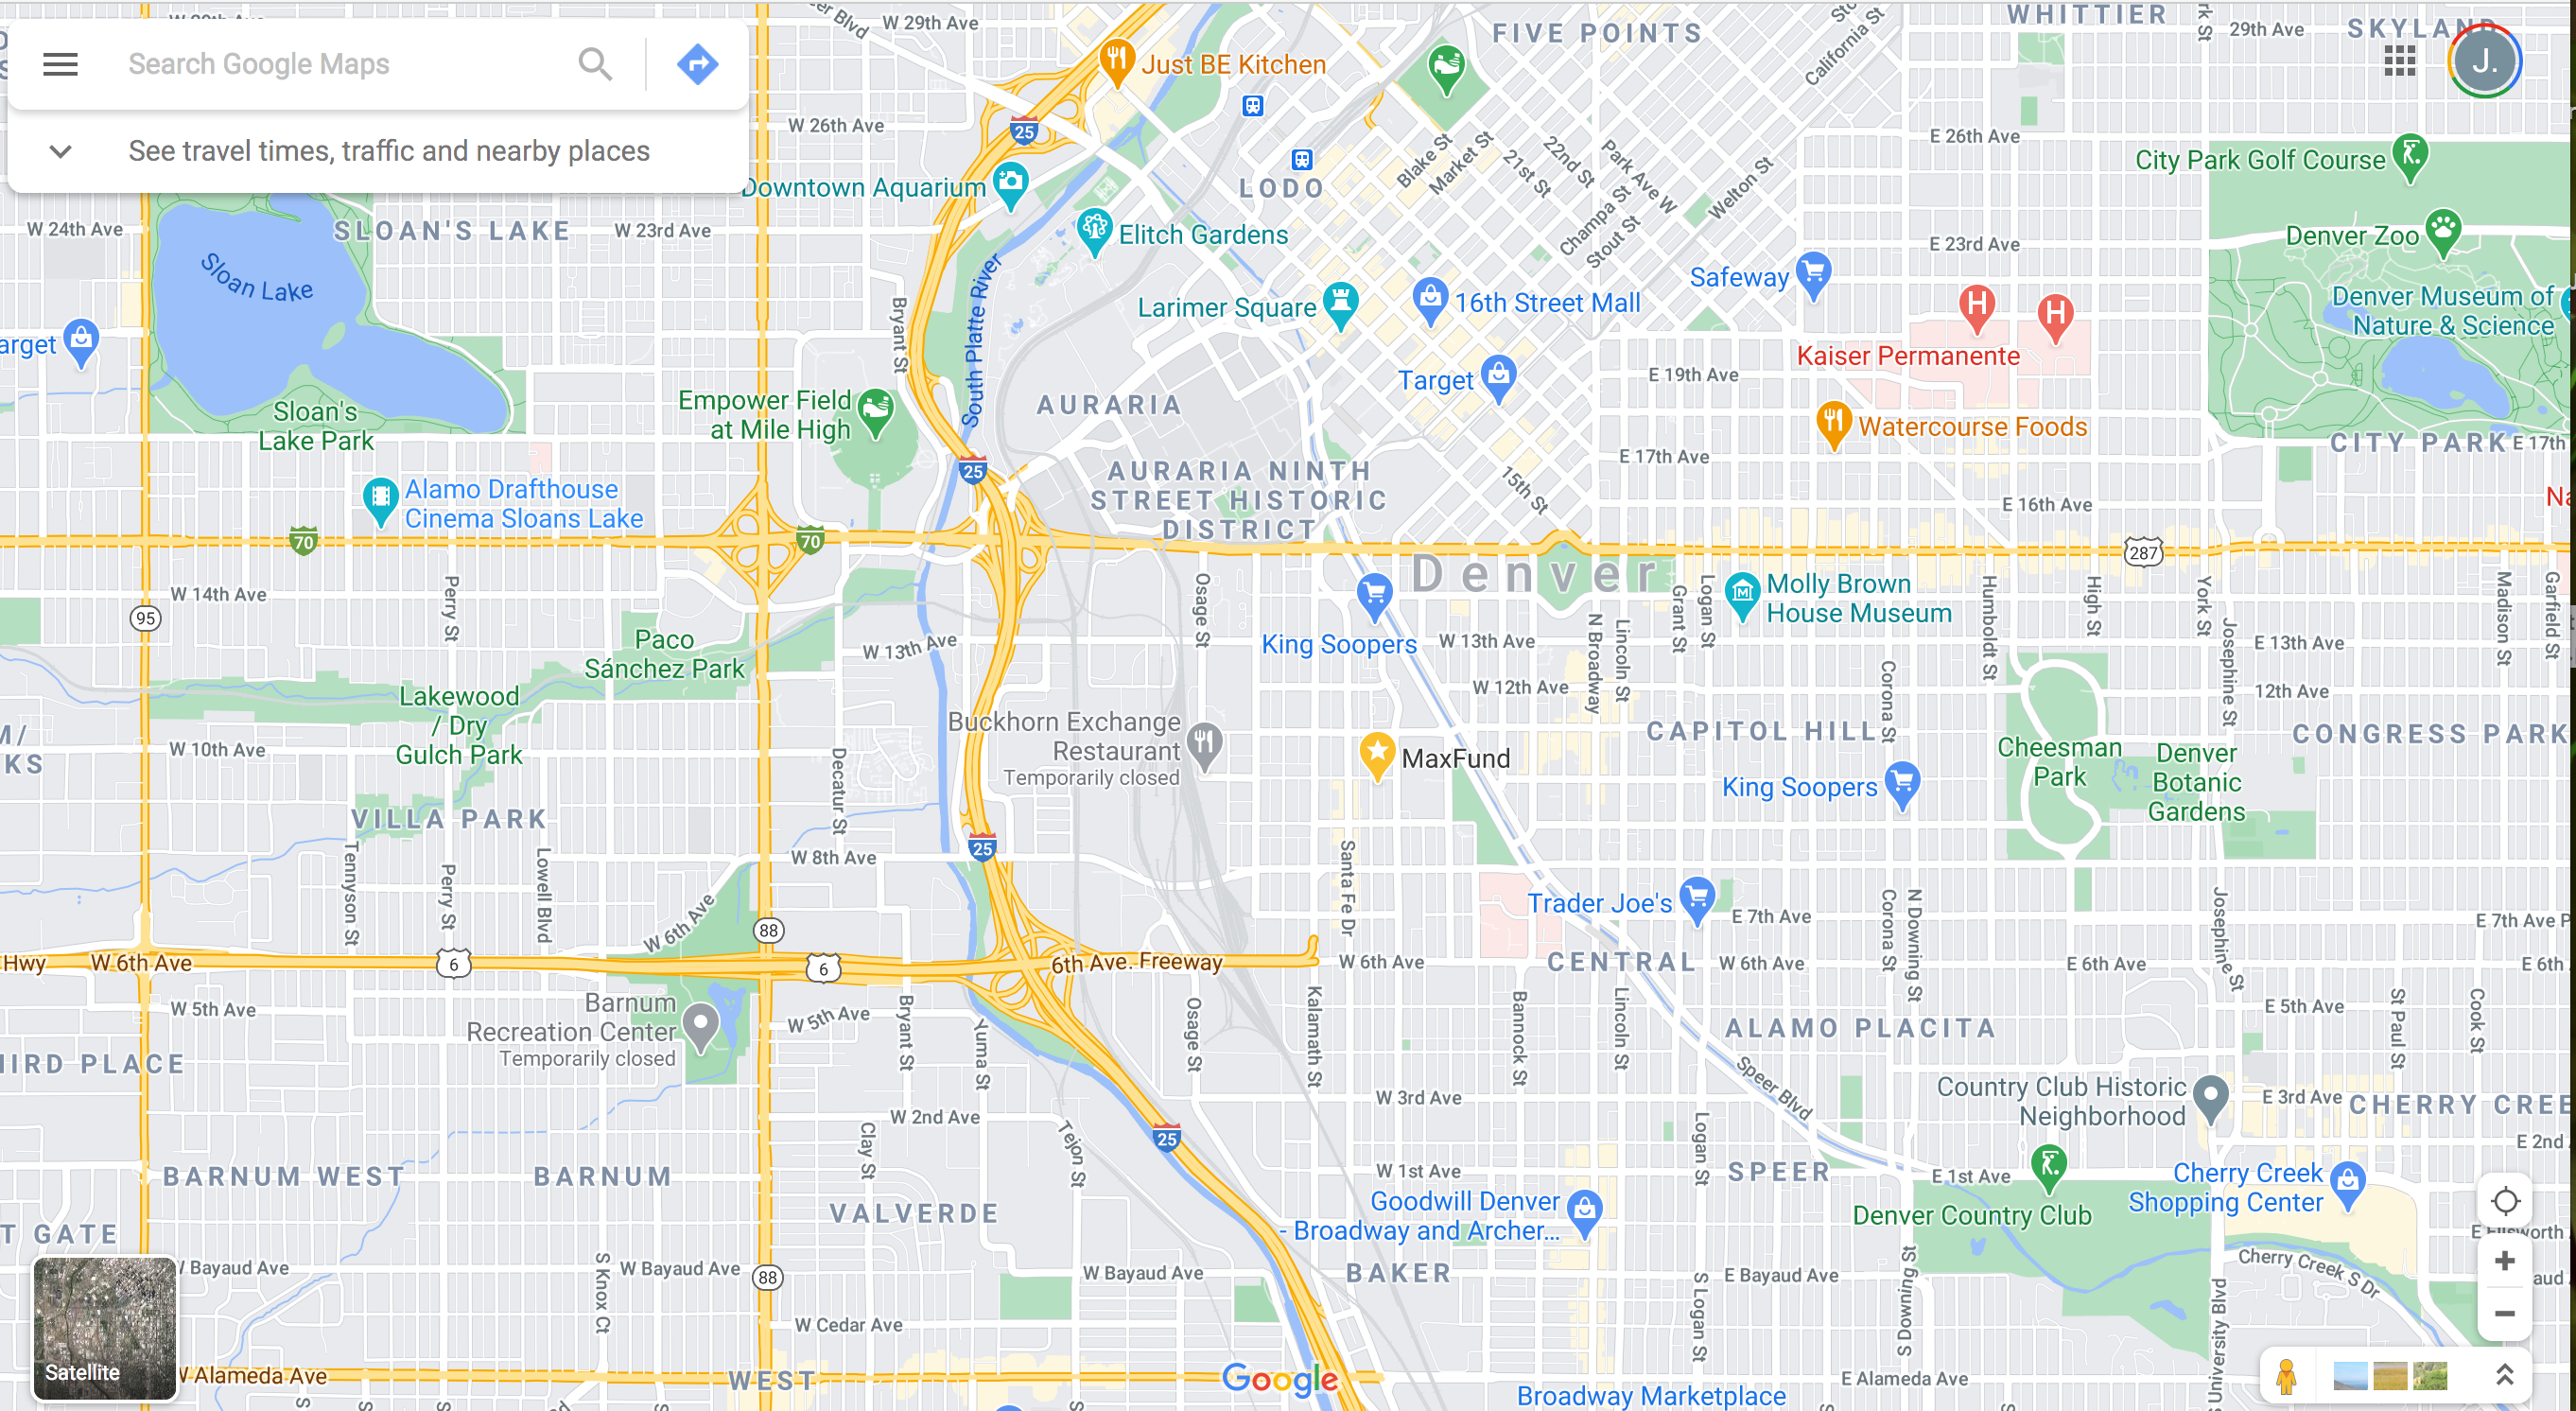 W 29th Ave
FIVE POINTS
WHITTIER
29th Ave
SKYLAND
California St
Search Google Maps
Just BE Kitchen
J.
25
W 26th Ave
E 26th Ave
See travel times, traffic and nearby places
City Park Golf Course
Blake St
Market St
21st St
22nd St
Park Ave W
Welton St
Champa St
Stout St
Downtown Aquarium
LODO
W 24th Ave
SLOAN'S LAKE
W 23rd Ave
Elitch Gardens
E 23rd Ave
Denver Zoo
Sloan Lake
South Platte River
Bryant St
Larimer Square
16th Street Mall
Safeway
H
H
Denver Museum of
Nature & Science
Kaiser Permanente
Target
E 19th Ave
Empower Field
at Mile High
AURARIA
Sloan's
Lake Park
Watercourse Foods
CITY PARK
E 17th
E 17th Ave
25
AURARIA NINTH
STREET HISTORIC
DISTRICT
15th St
Alamo Drafthouse
Cinema Sloans Lake
E 16th Ave
70
70
287
Denver
W 14th Ave
Perry St
Osage St
Molly Brown
House Museum
Grant St
Logan St
Humboldt St
High St
York St
Madison St
Garfield St
95
Paco
Sánchez Park
W 13th Ave
King Soopers
W 13th Ave
N Broadway
Lincoln St
E 13th Ave
Josephine St
Lakewood
/ Dry
Gulch Park
W 12th Ave
Corona St
12th Ave
Buckhorn Exchange
Restaurant
Temporarily closed
MaxFund
CAPITOL HILL
CONGRESS PARK
W 10th Ave
Decatur St
Cheesman
Park
Denver
Botanic
Gardens
King Soopers
VILLA PARK
25
W 8th Ave
Tennyson St
Perry St
Lowell Blvd
Santa Fe Dr
Trader Joe's
E 7th Ave
E 7th Ave P
Corona St
N Downing St
Josephine St
W 6th Ave
88
Hwy
W 6th Ave
6
6
6th Ave. Freeway
W 6th Ave
CENTRAL
W 6th Ave
E 6th Ave
E 6th
W 5th Ave
Barnum
Recreation Center
Temporarily closed
W 5th Ave
Bryant St
Yuma St
Osage St
Kalamath St
Bannock St
Lincoln St
ALAMO PLACITA
E 5th Ave
St Paul St
Cook St
HIRD PLACE
Speer Blvd
Country Club Historic
Neighborhood
W 3rd Ave
E 3rd Ave
CHERRY CREE
W 2nd Ave
E 2nd
25
Clay St
Tejon St
Logan St
BARNUM WEST
BARNUM
W 1st Ave
SPEER
E 1st Ave
Cherry Creek
Shopping Center
VALVERDE
Goodwill Denver
- Broadway and Archer...
Denver Country Club
T GATE
Bayaud Ave
S Knox Ct
W Bayaud Ave
88
W Bayaud Ave
BAKER
E Bayaud Ave
S Logan St
S Downing St
Cherry Creek S Dr
W Cedar Ave
Satellite
W Alameda Ave
WEST
Google
Broadway Marketplace
E Alameda Ave
S University Blvd